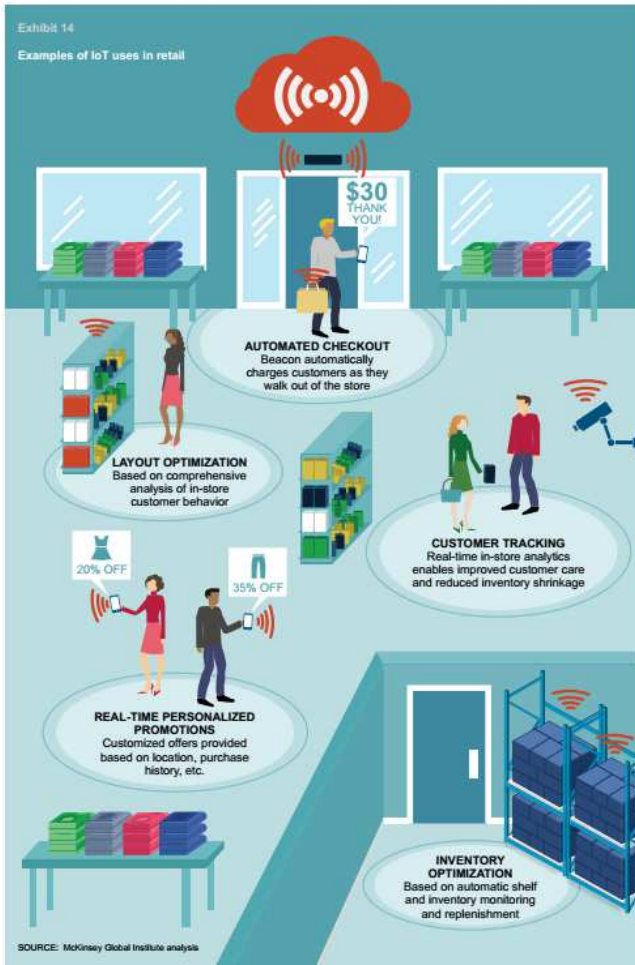 Exhibit 14
Examples of IoT uses in retail
$30
THANK
YOU!
AUTOMATED CHECKOUT
Beacon automatically
charges customers as they
walk out of the store
LAYOUT OPTIMIZATION
Based on comprehensive
analysis of in-store
customer behavior
CUSTOMER TRACKING
Real-time in-store analytics
enables improved customer care
and reduced inventory shrinkage
20% OFF
35% OFF
REAL-TIME PERSONALIZED
PROMOTIONS
Customized offers provided
based on location, purchase
history, etc.
INVENTORY
OPTIMIZATION
Based on automatic shelf
and inventory monitoring
and replenishment
SOURCE: McKinsey Global Institute analysis